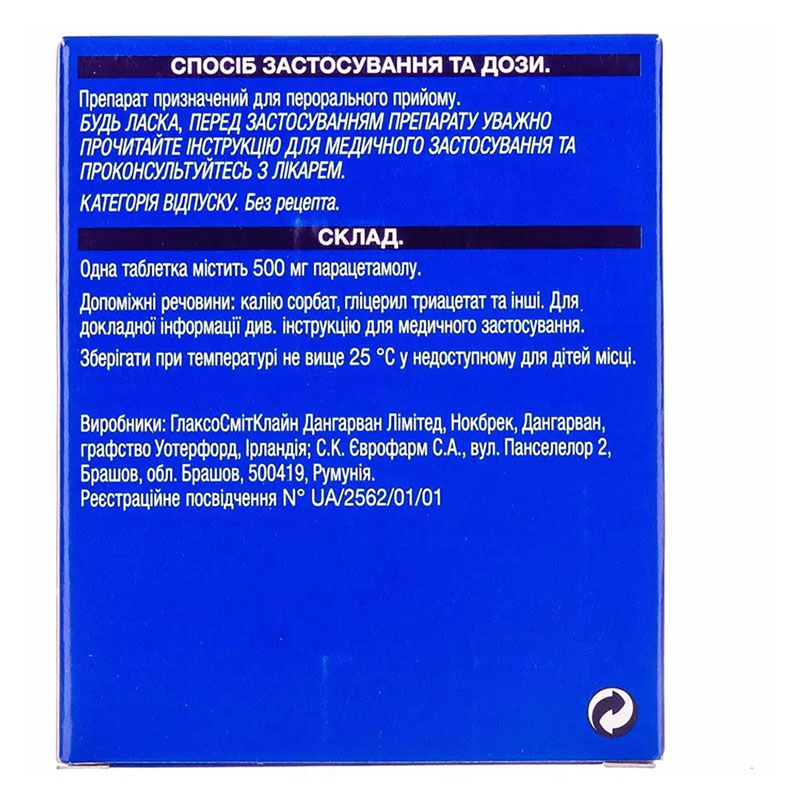 СПОСІБ ЗАСТОСУВАННЯ ТА ДОЗИ.
Препарат призначений для перорального прийому.
БУДЬ ЛАСКА, ПЕРЕД ЗАСТОСУВАННЯМ ПРЕПАРАТУ УВАЖНО
ПРОЧИТАЙТЕ ІНСТРУКЦІЮ ДЛЯ МЕДИЧНОГО ЗАСТОСУВАННЯ ТА
ПРОКОНСУЛЬТУЙТЕСЬ З ЛІКАРЕМ.
КАТЕГОРІЯ ВІДПУСКУ. Без рецепта.
СКЛАД.
Одна таблетка містить 500 мг парацетамолу.
Допоміжні речовини: калію сорбат, гліцерил триацетат та інші. Для
докладної інформації див. інструкцію для медичного застосування.
Зберігати при температурі не вище 25 °С у недоступному для дітей місці.
Виробники: ГлаксоСмітКлайн Дангарван Лімітед, Нокбрек, Дангарван,
графство Уотерфорд, Ірландія; С.К. Єврофарм С.А., вул. Панселелор 2,
Брашов, обл. Брашов, 500419, Румунія.
Реєстраційне посвідчення N° UA/2562/01/01